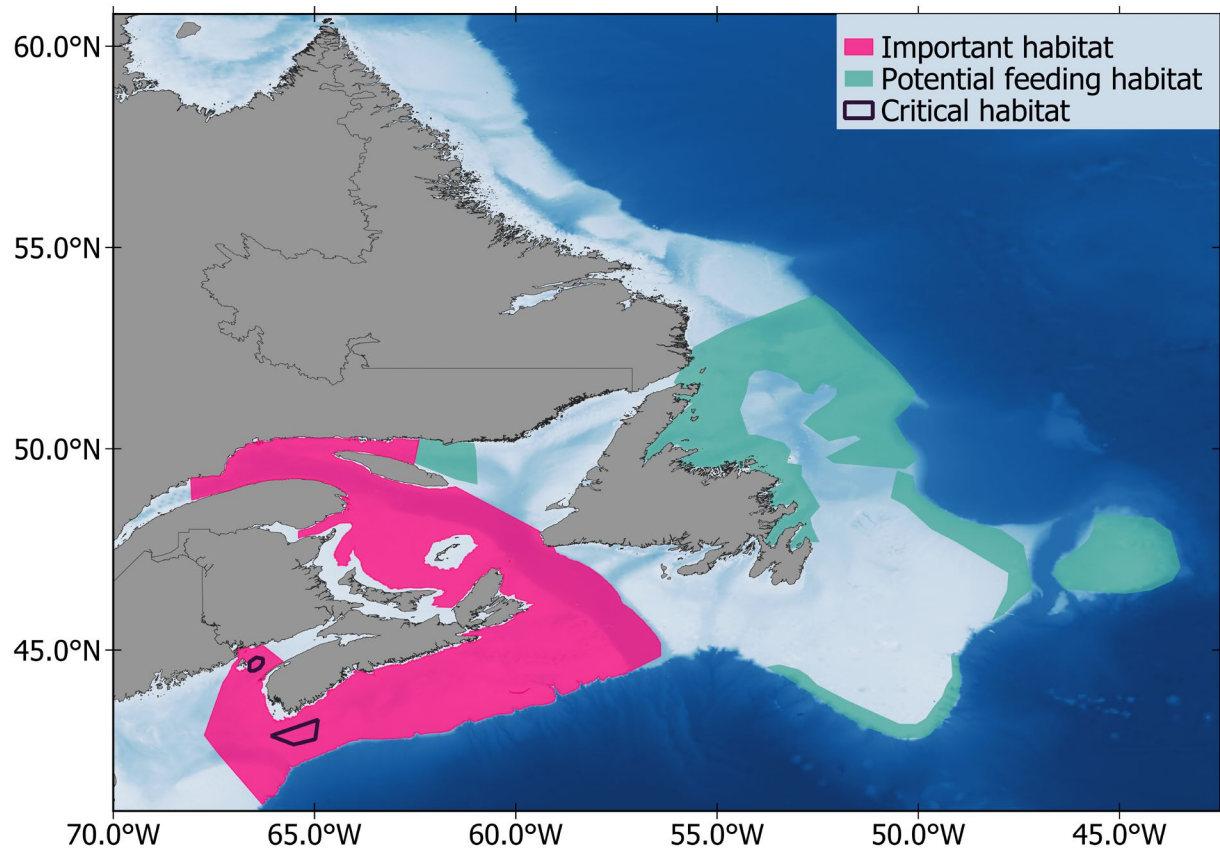 60.0°N
55.0°N
50.0°N
45.0°N
70.0°W 65.0°W 60.0°W 55.0°W 50.0°W 45.0°W
Important habitat
Potential feeding habitat
Critical habitat